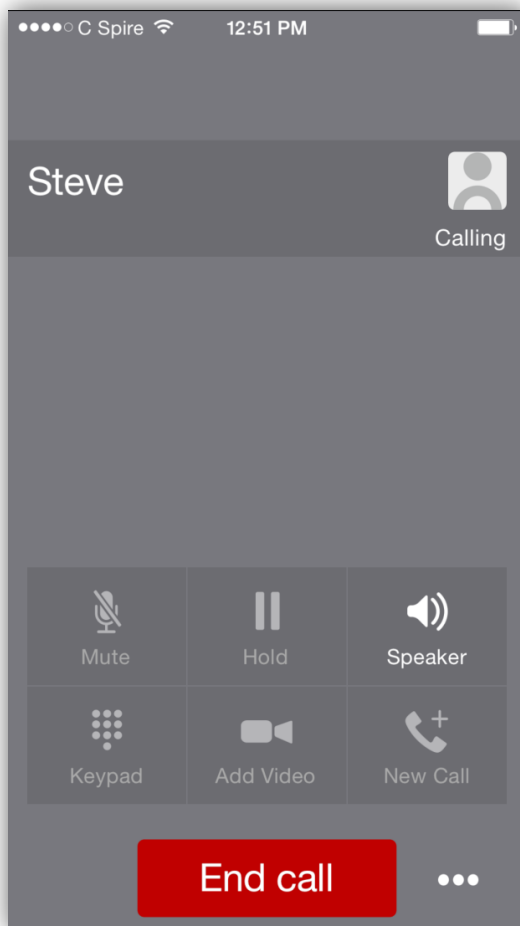 C Spire 12:51 PM
Steve
Calling
Mute Hold Speaker
Keypad Add Video New Call
End call